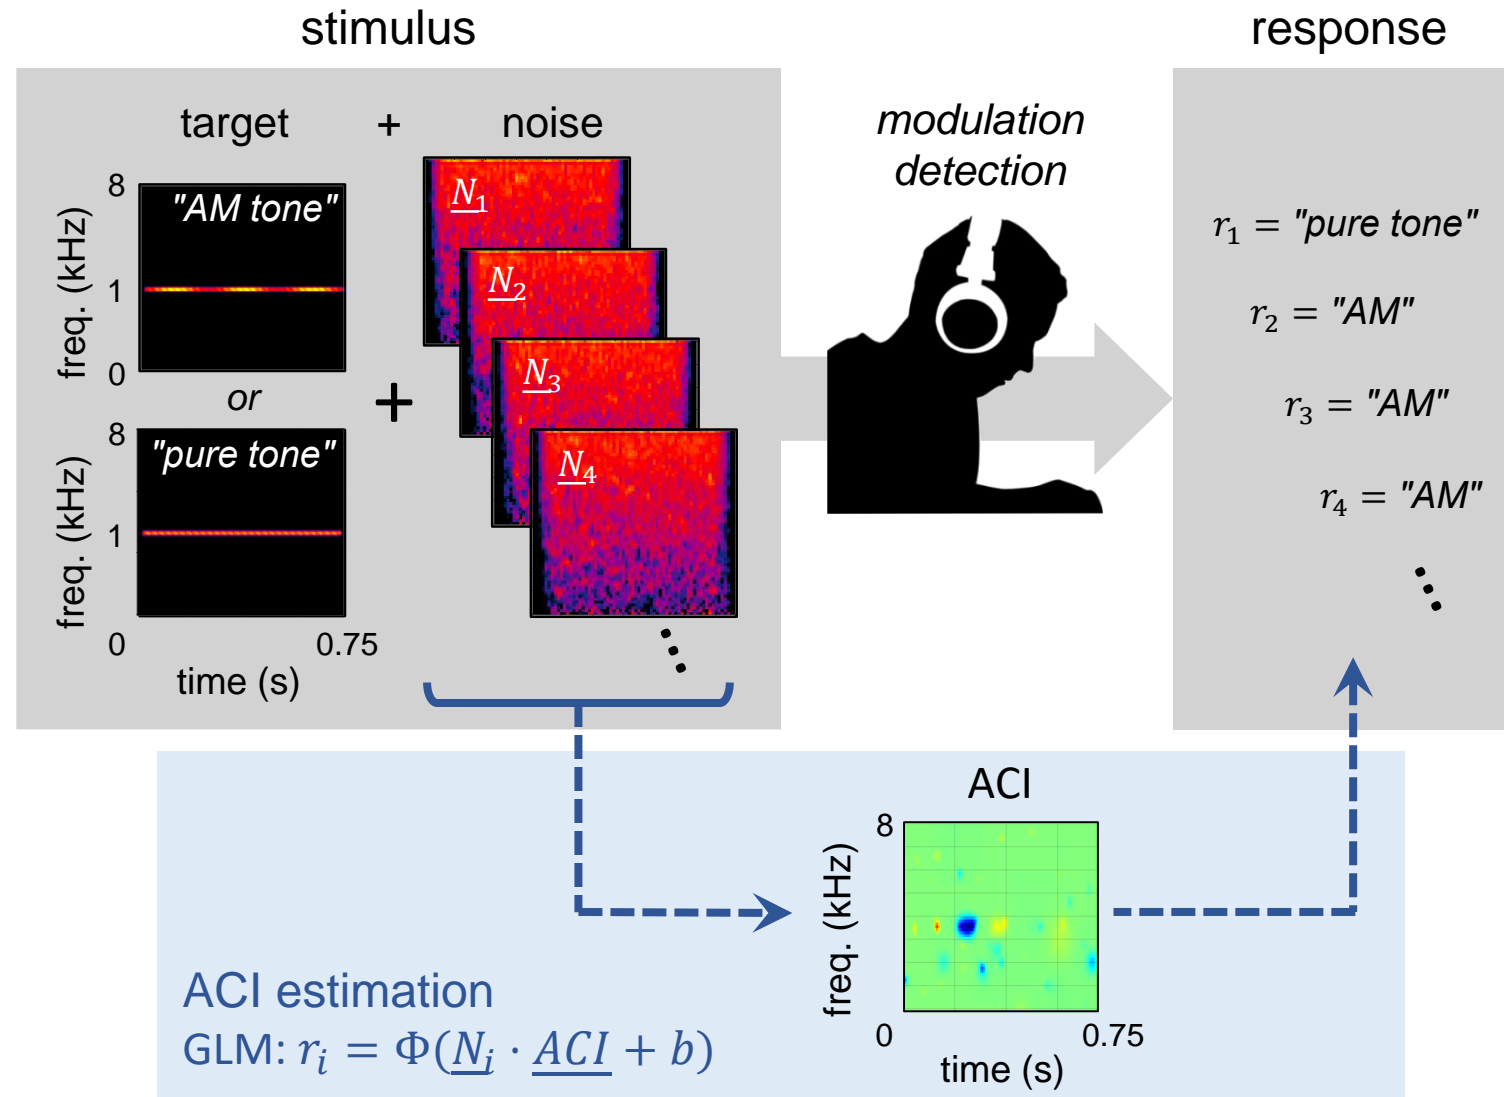 stimulus
response
target + noise
modulation
detection
8
"AM tone"
freq. (kHz)
1
0
or
8
"pure tone"
freq. (kHz)
1
0
0.75
time (s)
+
N₁
N₂
N₃
N₄
r₁ = "pure tone"
r₂ = "AM"
r₃ = "AM"
r₄ = "AM"
ACI
8
freq. (kHz)
0
0.75
time (s)
ACI estimation
GLM: rᵢ = Φ(Nᵢ · ACI + b)